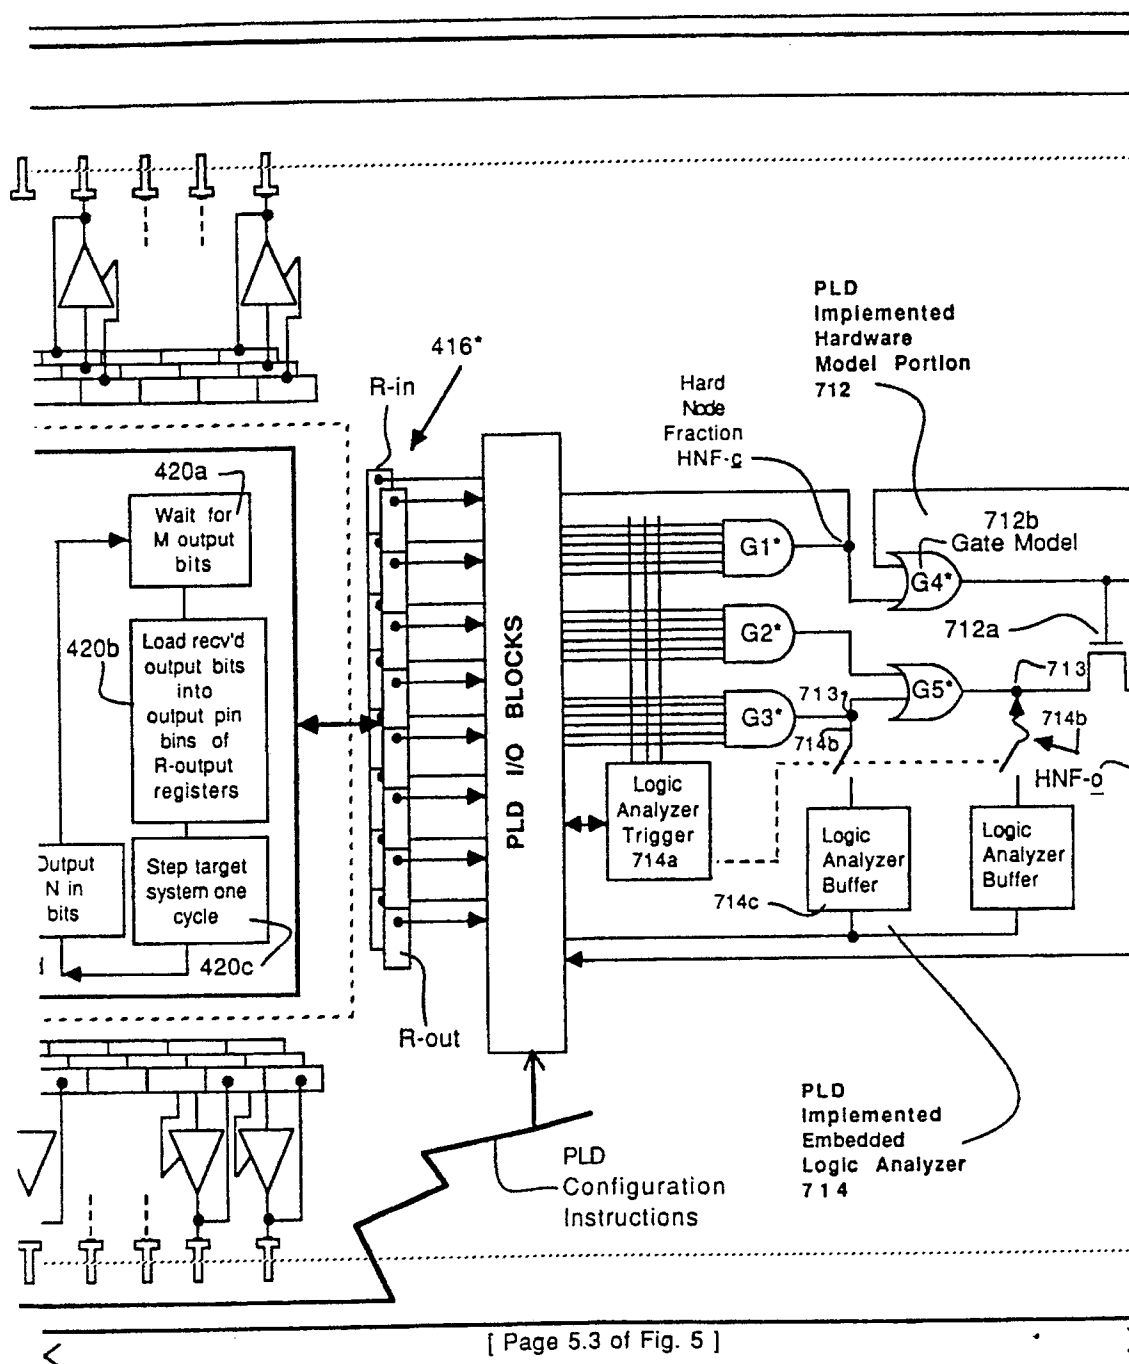 PLD
Implemented
Hardware
Model Portion
712
416*
R-in
Hard
Node
Fraction
HNF-c
420a
Wait for
M output
bits
420b
Load recv'd
output bits
into
output pin
bins of
R-output
registers
Output
N in
bits
Step target
system one
cycle
420c
R-out
PLD I/O BLOCKS
G1*
G2*
G3*
712b
Gate Model
G4*
712a
G5*
713
713
714b
714b
HNF-o
Logic
Analyzer
Trigger
714a
Logic
Analyzer
Buffer
714c
Logic
Analyzer
Buffer
PLD
Implemented
Embedded
Logic Analyzer
714
PLD
Configuration
Instructions
[ Page 5.3 of Fig. 5 ]